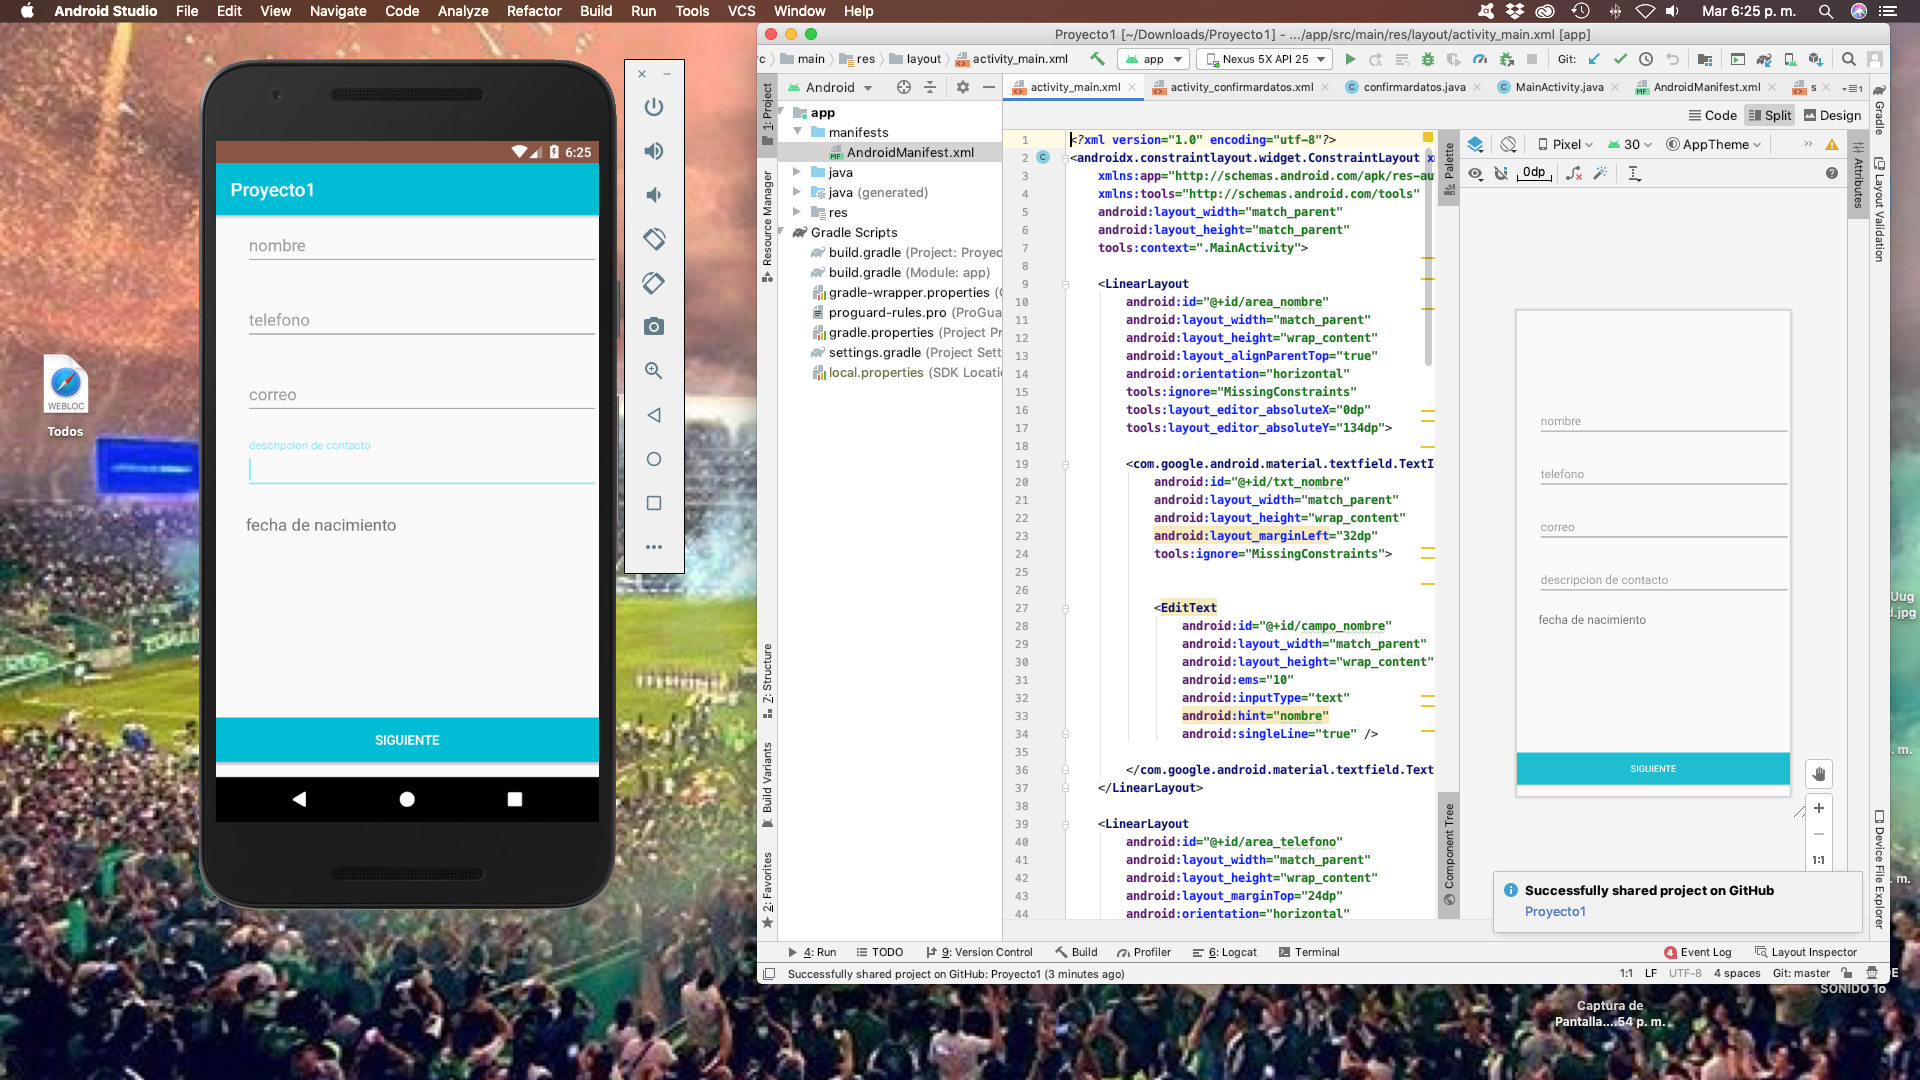 Android Studio File Edit View Navigate Code Analyze Refactor Build Run Tools VCS Window Help
Mar 6:25 p. m.
WEBLOC
Todos
6:25
Proyecto1
nombre
telefono
correo
descripcion de contacto
fecha de nacimiento
SIGUIENTE
Proyecto1 [~/Downloads/Proyecto1] - .../app/src/main/res/layout/activity_main.xml [app]
rc main res layout activity_main.xml app Nexus 5X API 25 Git:
Android
activity_main.xml activity_confirmardatos.xml confirmardatos.java MainActivity.java AndroidManifest.xml s
Code Split Design
1: Project
Resource Manager
Z: Structure
Build Variants
2: Favorites
app
manifests
AndroidManifest.xml
java
java (generated)
res
Gradle Scripts
build.gradle (Project: Proyec
build.gradle (Module: app)
gradle-wrapper.properties (G
proguard-rules.pro (ProGua
gradle.properties (Project Pr
settings.gradle (Project Sett
local.properties (SDK Locatio
1 <?xml version="1.0" encoding="utf-8"?>
2 <androidx.constraintlayout.widget.ConstraintLayout x
3 xmlns:app="http://schemas.android.com/apk/res-au
4 xmlns:tools="http://schemas.android.com/tools"
5 android:layout_width="match_parent"
6 android:layout_height="match_parent"
7 tools:context=".MainActivity">
8
9 <LinearLayout
10 android:id="@+id/area_nombre"
11 android:layout_width="match_parent"
12 android:layout_height="wrap_content"
13 android:layout_alignParentTop="true"
14 android:orientation="horizontal"
15 tools:ignore="MissingConstraints"
16 tools:layout_editor_absoluteX="0dp"
17 tools:layout_editor_absoluteY="134dp">
18
19 <com.google.android.material.textfield.TextI
20 android:id="@+id/txt_nombre"
21 android:layout_width="match_parent"
22 android:layout_height="wrap_content"
23 android:layout_marginLeft="32dp"
24 tools:ignore="MissingConstraints">
25
26
27 <EditText
28 android:id="@+id/campo_nombre"
29 android:layout_width="match_parent"
30 android:layout_height="wrap_content"
31 android:ems="10"
32 android:inputType="text"
33 android:hint="nombre"
34 android:singleLine="true" />
35
36 </com.google.android.material.textfield.Text
37 </LinearLayout>
38
39 <LinearLayout
40 android:id="@+id/area_telefono"
41 android:layout_width="match_parent"
42 android:layout_height="wrap_content"
43 android:layout_marginTop="24dp"
44 android:orientation="horizontal"
Palette
Component Tree
Pixel 30 AppTheme
0dp
nombre
telefono
correo
descripcion de contacto
fecha de nacimiento
SIGUIENTE
1:1
Attributes
Gradle
Layout Validation
Device File Explorer
Successfully shared project on GitHub
Proyecto1
4: Run TODO 9: Version Control Build Profiler 6: Logcat Terminal 4 Event Log Layout Inspector
Successfully shared project on GitHub: Proyecto1 (3 minutes ago) 1:1 LF UTF-8 4 spaces Git: master
Uug
d.jpg
. m.
. m.
DE
SONIDO 1o
Captura de
Pantalla....54 p. m.